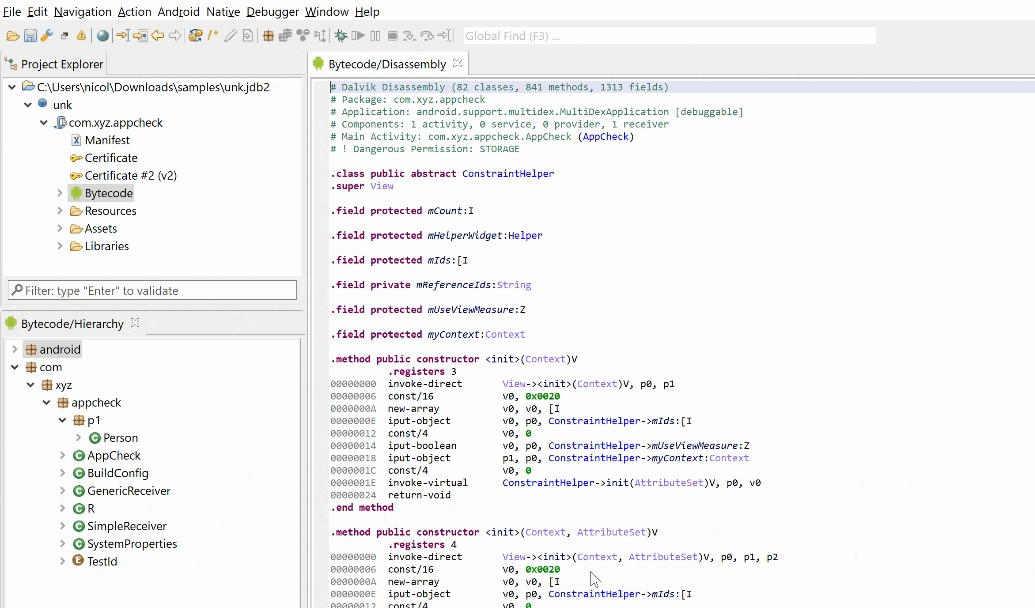 File Edit Navigation Action Android Native Debugger Window Help
Global Find (F3) ...
Project Explorer
C:\Users\nicol\Downloads\samples\unk.jdb2
unk
com.xyz.appcheck
Manifest
Certificate
Certificate #2 (v2)
Bytecode
Resources
Assets
Libraries
Filter: type "Enter" to validate
Bytecode/Hierarchy
android
com
xyz
appcheck
p1
Person
AppCheck
BuildConfig
GenericReceiver
R
SimpleReceiver
SystemProperties
TestId
Bytecode/Disassembly
# Dalvik Disassembly (82 classes, 841 methods, 1313 fields)
# Package: com.xyz.appcheck
# Application: android.support.multidex.MultiDexApplication [debuggable]
# Components: 1 activity, 0 service, 0 provider, 1 receiver
# Main Activity: com.xyz.appcheck.AppCheck (AppCheck)
# ! Dangerous Permission: STORAGE
.class public abstract ConstraintHelper
.super View
.field protected mCount:I
.field protected mHelperWidget:Helper
.field protected mIds:[I
.field private mReferenceIds:String
.field protected mUseViewMeasure:Z
.field protected myContext:Context
.method public constructor <init>(Context)V
.registers 3
00000000 invoke-direct View-><init>(Context)V, p0, p1
00000006 const/16 v0, 0x0020
0000000A new-array v0, v0, [I
0000000E iput-object v0, p0, ConstraintHelper->mIds:[I
00000012 const/4 v0, 0
00000014 iput-boolean v0, p0, ConstraintHelper->mUseViewMeasure:Z
00000018 iput-object p1, p0, ConstraintHelper->myContext:Context
0000001C const/4 v0, 0
0000001E invoke-virtual ConstraintHelper->init(AttributeSet)V, p0, v0
00000024 return-void
.end method
.method public constructor <init>(Context, AttributeSet)V
.registers 4
00000000 invoke-direct View-><init>(Context, AttributeSet)V, p0, p1, p2
00000006 const/16 v0, 0x0020
0000000A new-array v0, v0, [I
0000000E iput-object v0, p0, ConstraintHelper->mIds:[I
00000012 const/4 v0, 0